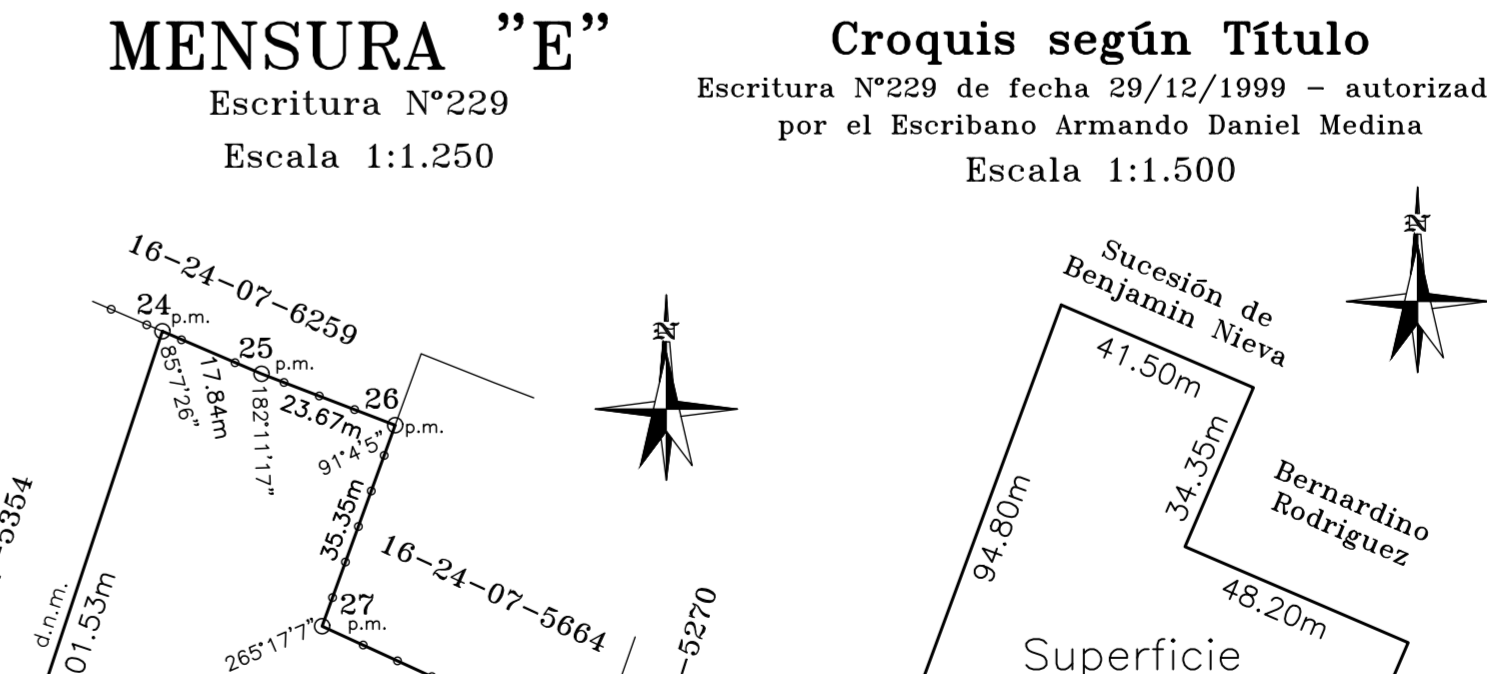 MENSURA "E"
Escritura N°229
Escala 1:1.250
16-24-07-6259
24
p.m.
25
p.m.
26
p.m.
85°7'26"
17.84m
182°11'17"
23.67m
91°4'5"
35.35m
16-24-07-5664
27
p.m.
265°17'7"
d.n.m.
01.53m
-5354
-5270
N
Croquis según Título
Escritura N°229 de fecha 29/12/1999 – autorizad
por el Escribano Armando Daniel Medina
Escala 1:1.500
N
Sucesión de
Benjamin Nieva
41.50m
34.35m
94.80m
Bernardino
Rodriguez
48.20m
Superficie